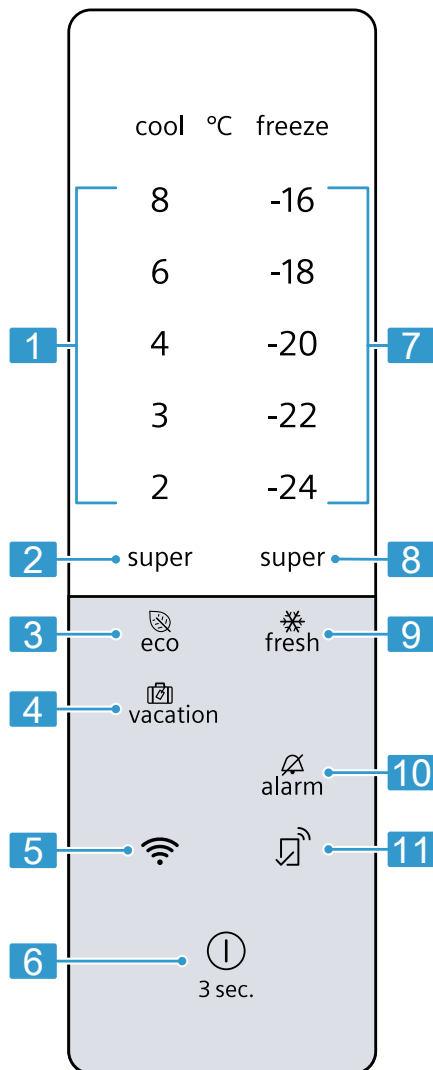 cool °C freeze
8 -16
6 -18
1 4 -20 7
3 -22
2 -24
2 super super 8
3 eco fresh 9
4 vacation
alarm 10
5 11
6
3 sec.